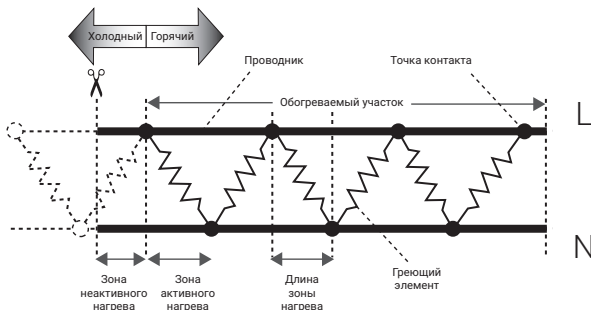 Холодный Горячий
Проводник
Точка контакта
Обогреваемый участок
L
N
Зона
неактивного
нагрева
Зона
активного
нагрева
Длина
зоны
нагрева
Греющий
элемент